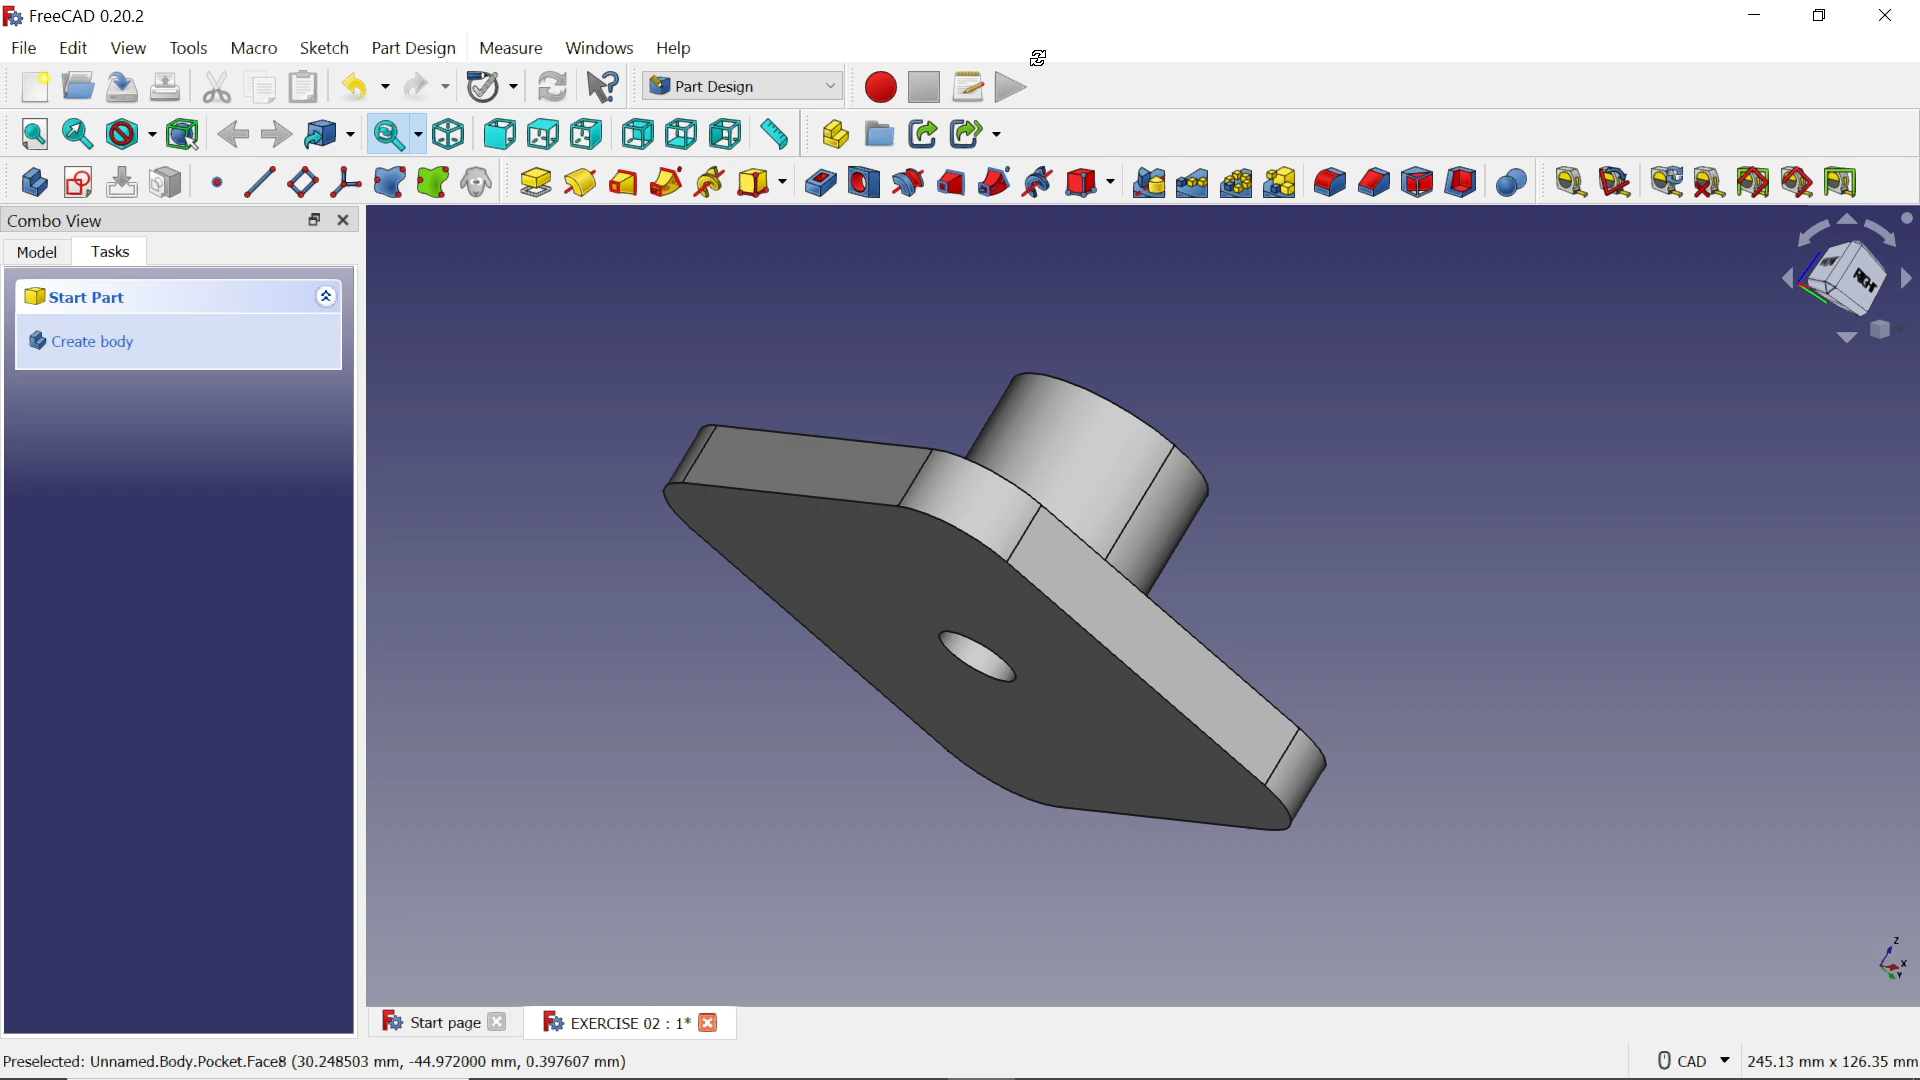 FreeCAD 0.20.2
File Edit View Tools Macro Sketch Part Design Measure Windows Help
Part Design
Combo View
Model Tasks
Start Part
Create body
RIGHT
Z
X
Y
Start page
EXERCISE 02 : 1*
Preselected: Unnamed.Body.Pocket.Face8 (30.248503 mm, -44.972000 mm, 0.397607 mm)
CAD
245.13 mm x 126.35 mm